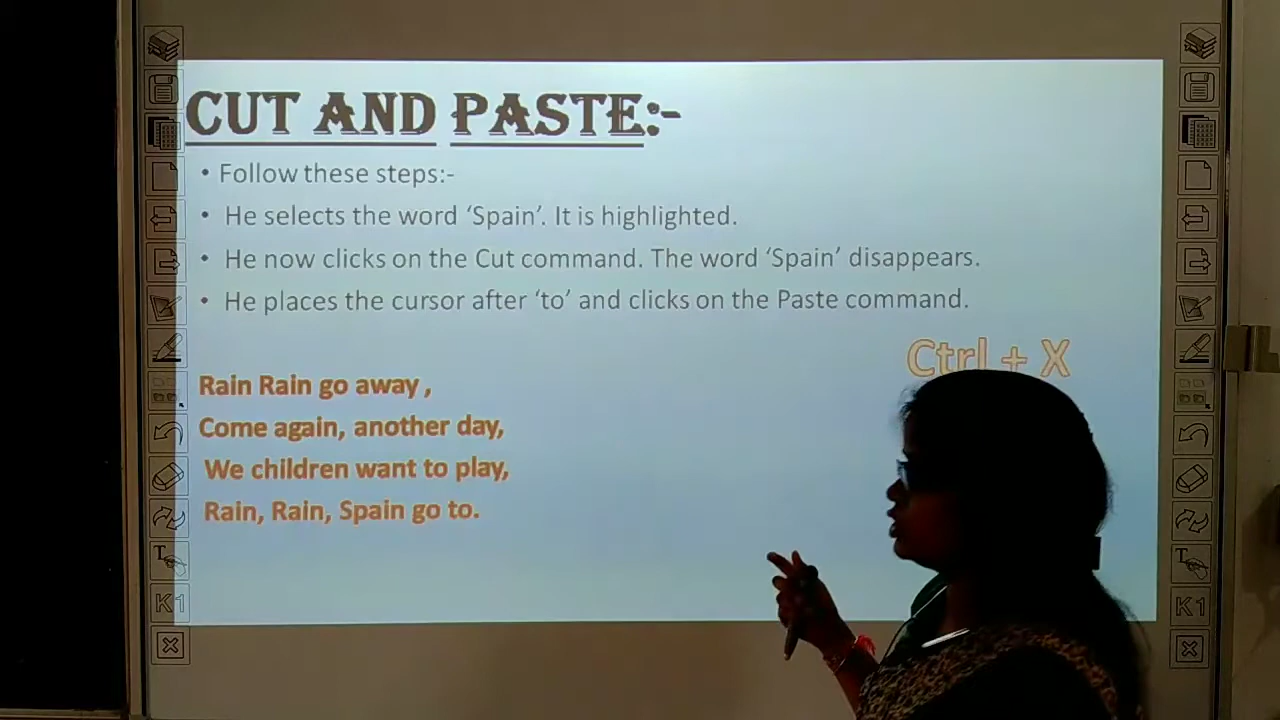 CUT AND PASTE:-
• Follow these steps:-
• He selects the word ‘Spain’. It is highlighted.
• He now clicks on the Cut command. The word ‘Spain’ disappears.
• He places the cursor after ‘to’ and clicks on the Paste command.
Ctrl + X
Rain Rain go away ,
Come again, another day,
We children want to play,
Rain, Rain, Spain go to.
T
K1
T
K1